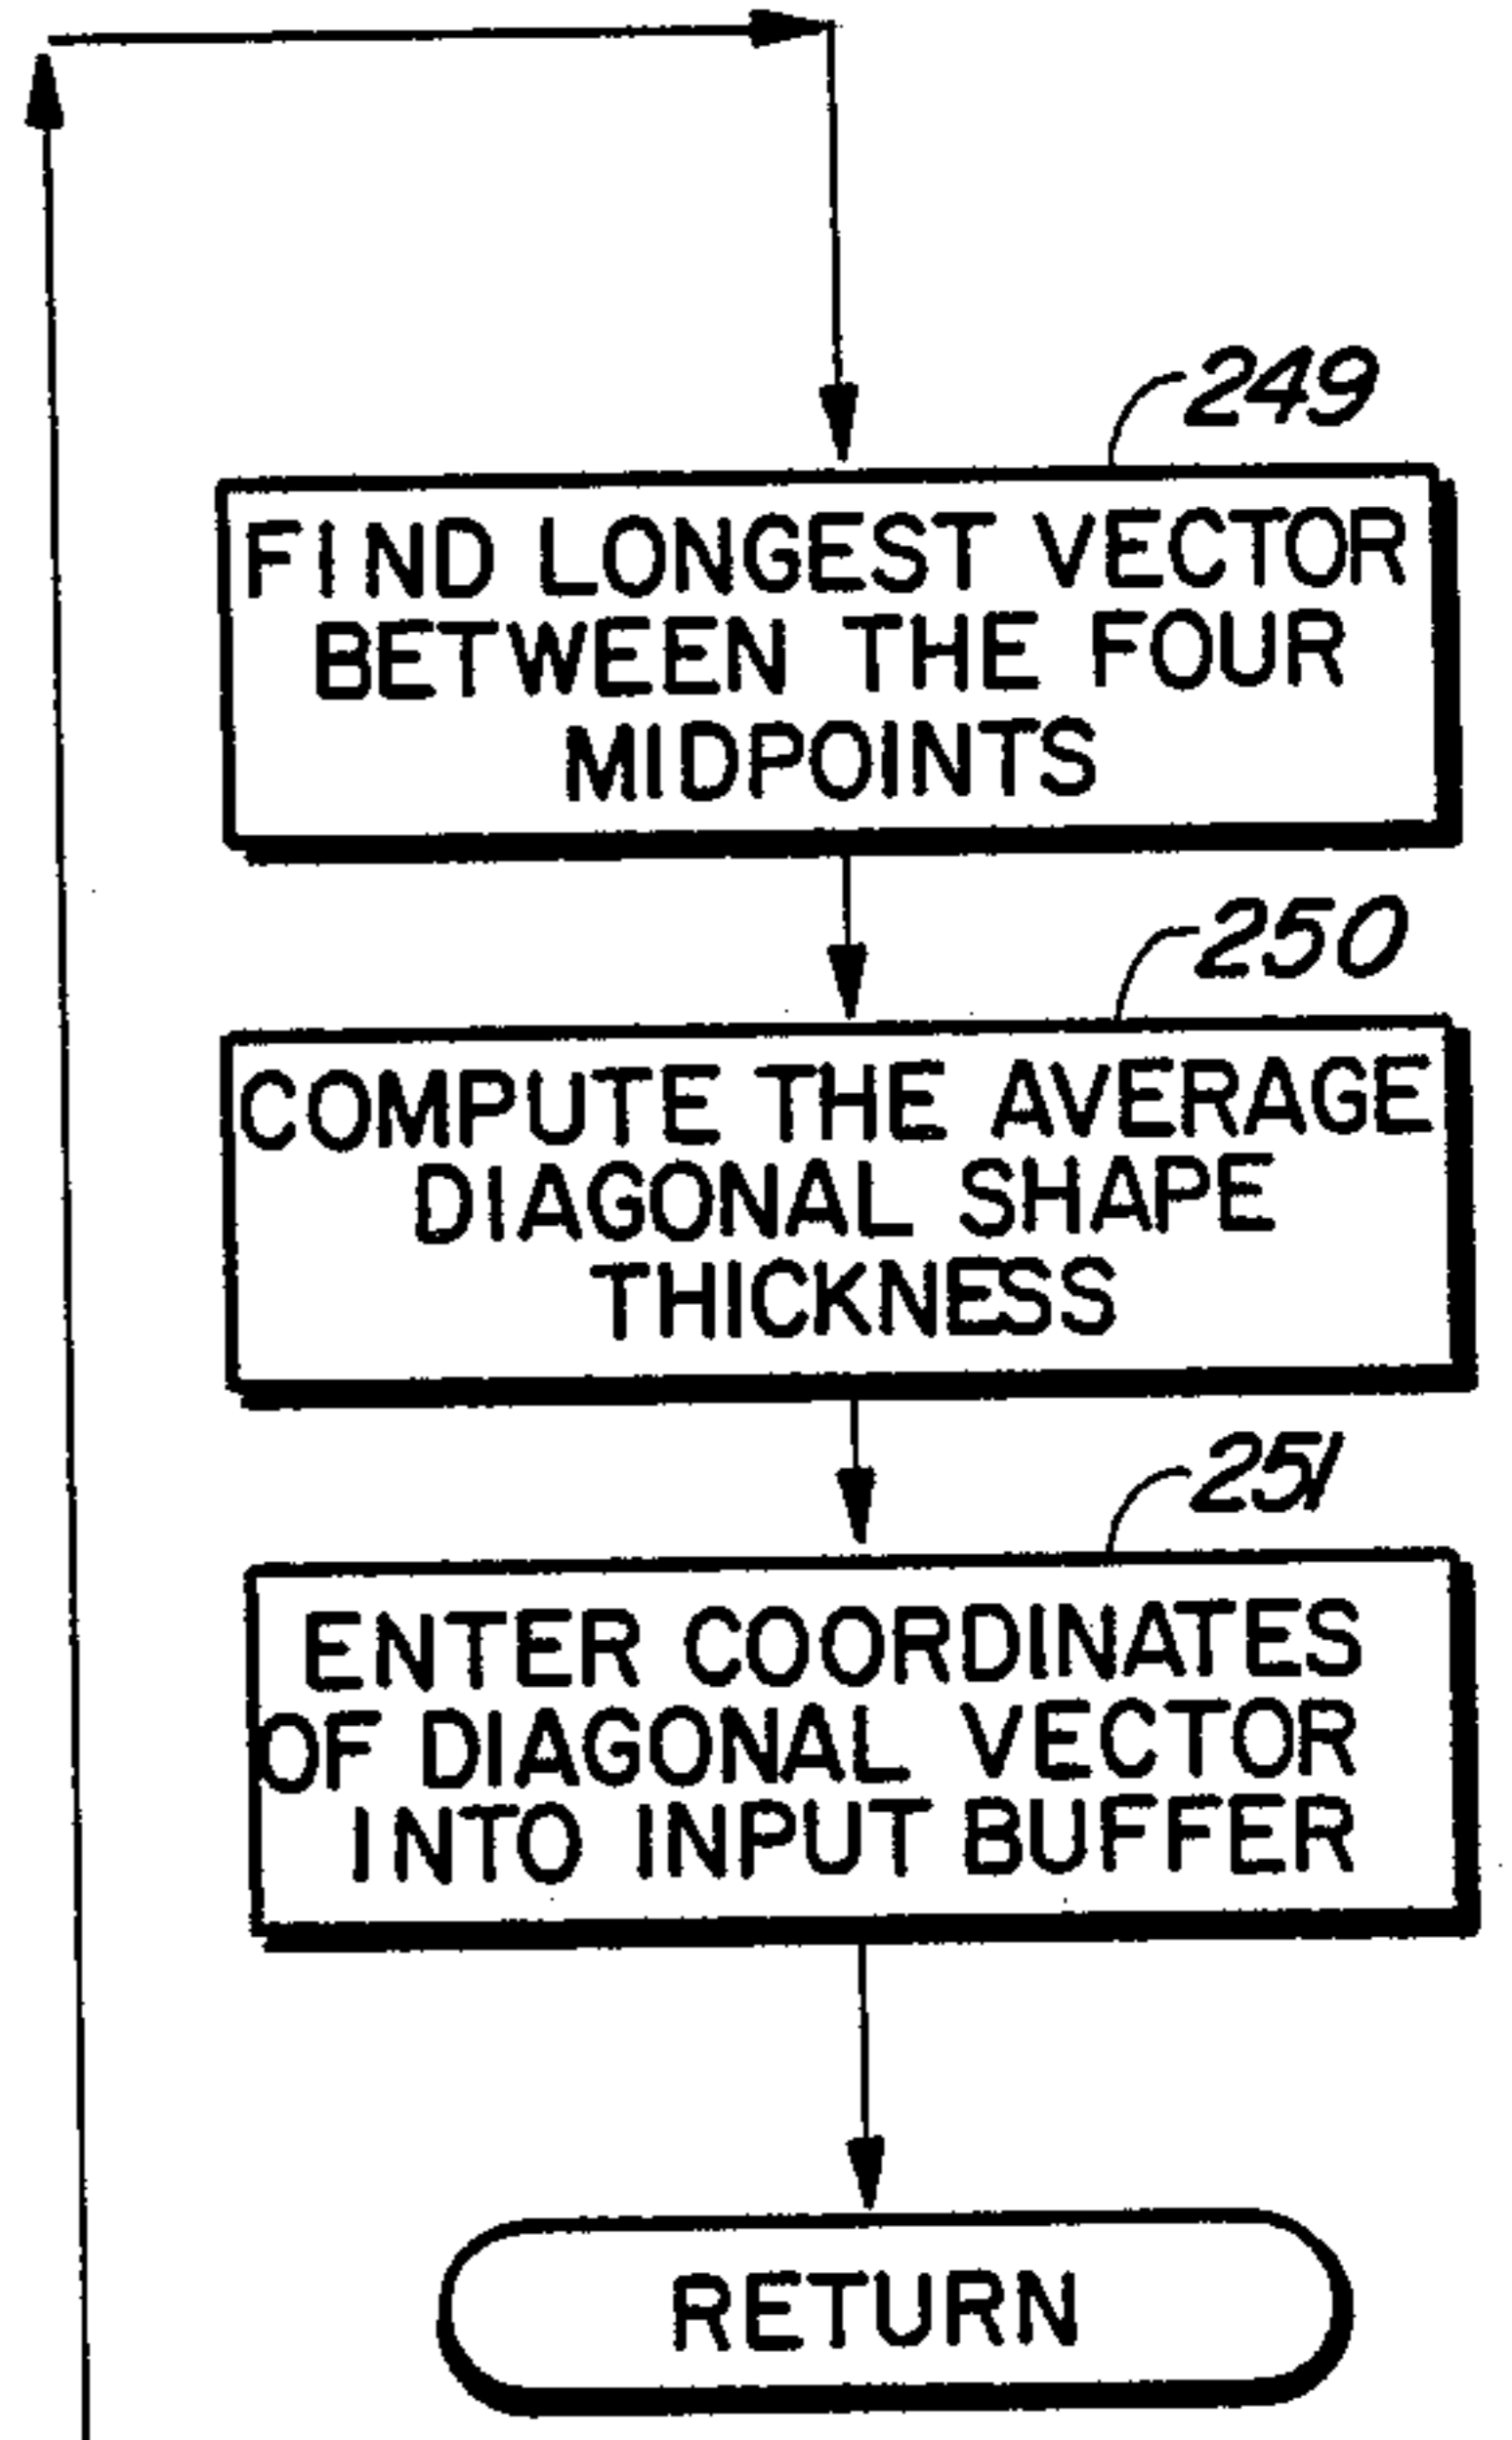 249
FIND LONGEST VECTOR
BETWEEN THE FOUR
MIDPOINTS
250
COMPUTE THE AVERAGE
DIAGONAL SHAPE
THICKNESS
251
ENTER COORDINATES
OF DIAGONAL VECTOR
INTO INPUT BUFFER
RETURN